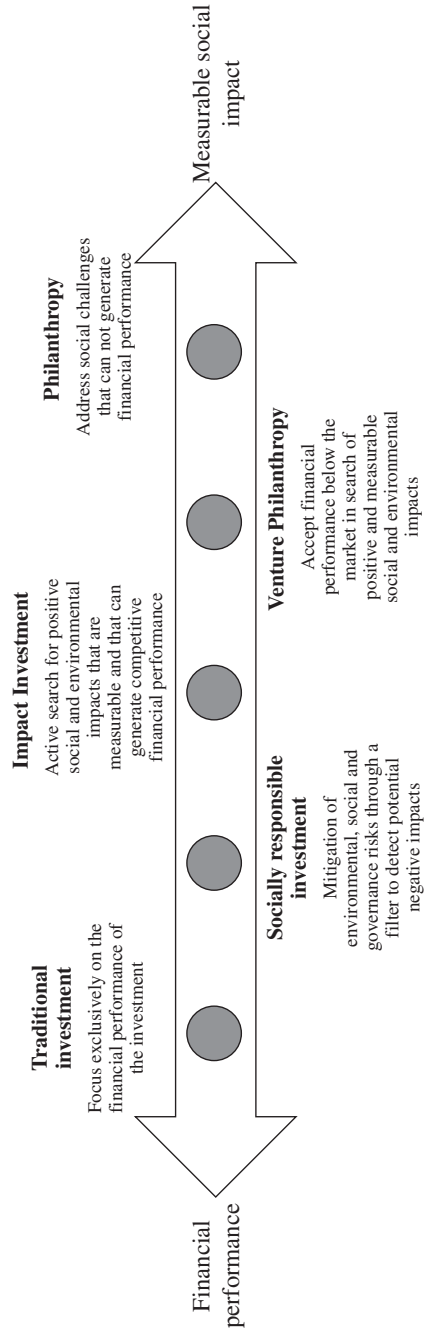 Financial
performance
Traditional
investment
Focus exclusively on the
financial performance of
the investment
Socially responsible
investment
Mitigation of
environmental, social and
governance risks through a
filter to detect potential
negative impacts
Impact Investment
Active search for positive
social and environmental
impacts that are
measurable and that can
generate competitive
financial performance
Venture Philanthropy
Accept financial
performance below the
market in search of
positive and measurable
social and environmental
impacts
Philanthropy
Address social challenges
that can not generate
financial performance
Measurable social
impact